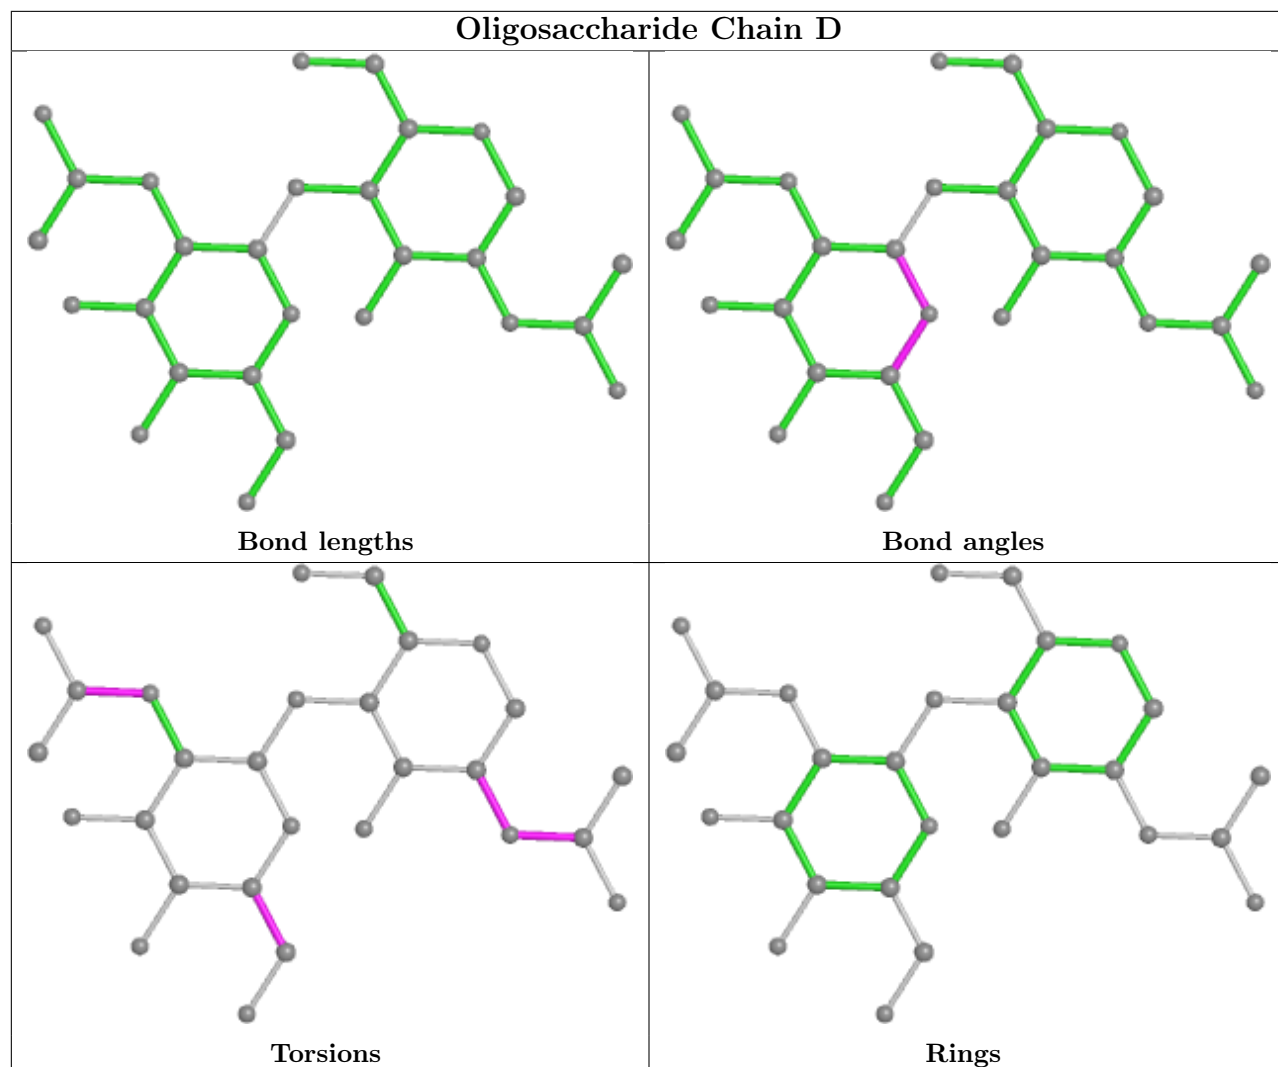 Oligosaccharide Chain D
Bond lengths
Bond angles
Torsions
Rings